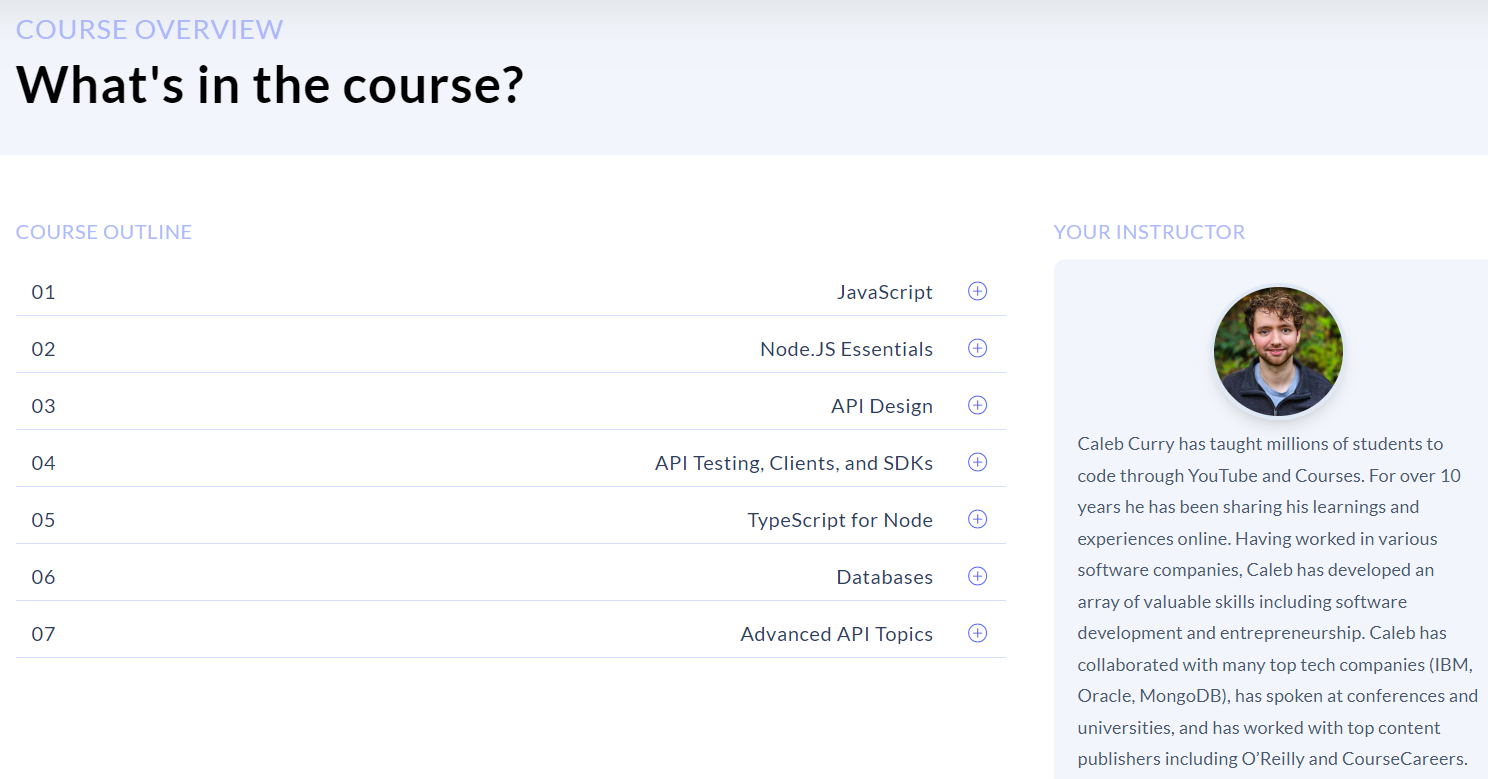 COURSE OVERVIEW
What's in the course?
COURSE OUTLINE
01 JavaScript
02 Node.JS Essentials
03 API Design
04 API Testing, Clients, and SDKs
05 TypeScript for Node
06 Databases
07 Advanced API Topics
YOUR INSTRUCTOR
Caleb Curry has taught millions of students to
code through YouTube and Courses. For over 10
years he has been sharing his learnings and
experiences online. Having worked in various
software companies, Caleb has developed an
array of valuable skills including software
development and entrepreneurship. Caleb has
collaborated with many top tech companies (IBM,
Oracle, MongoDB), has spoken at conferences and
universities, and has worked with top content
publishers including O’Reilly and CourseCareers.